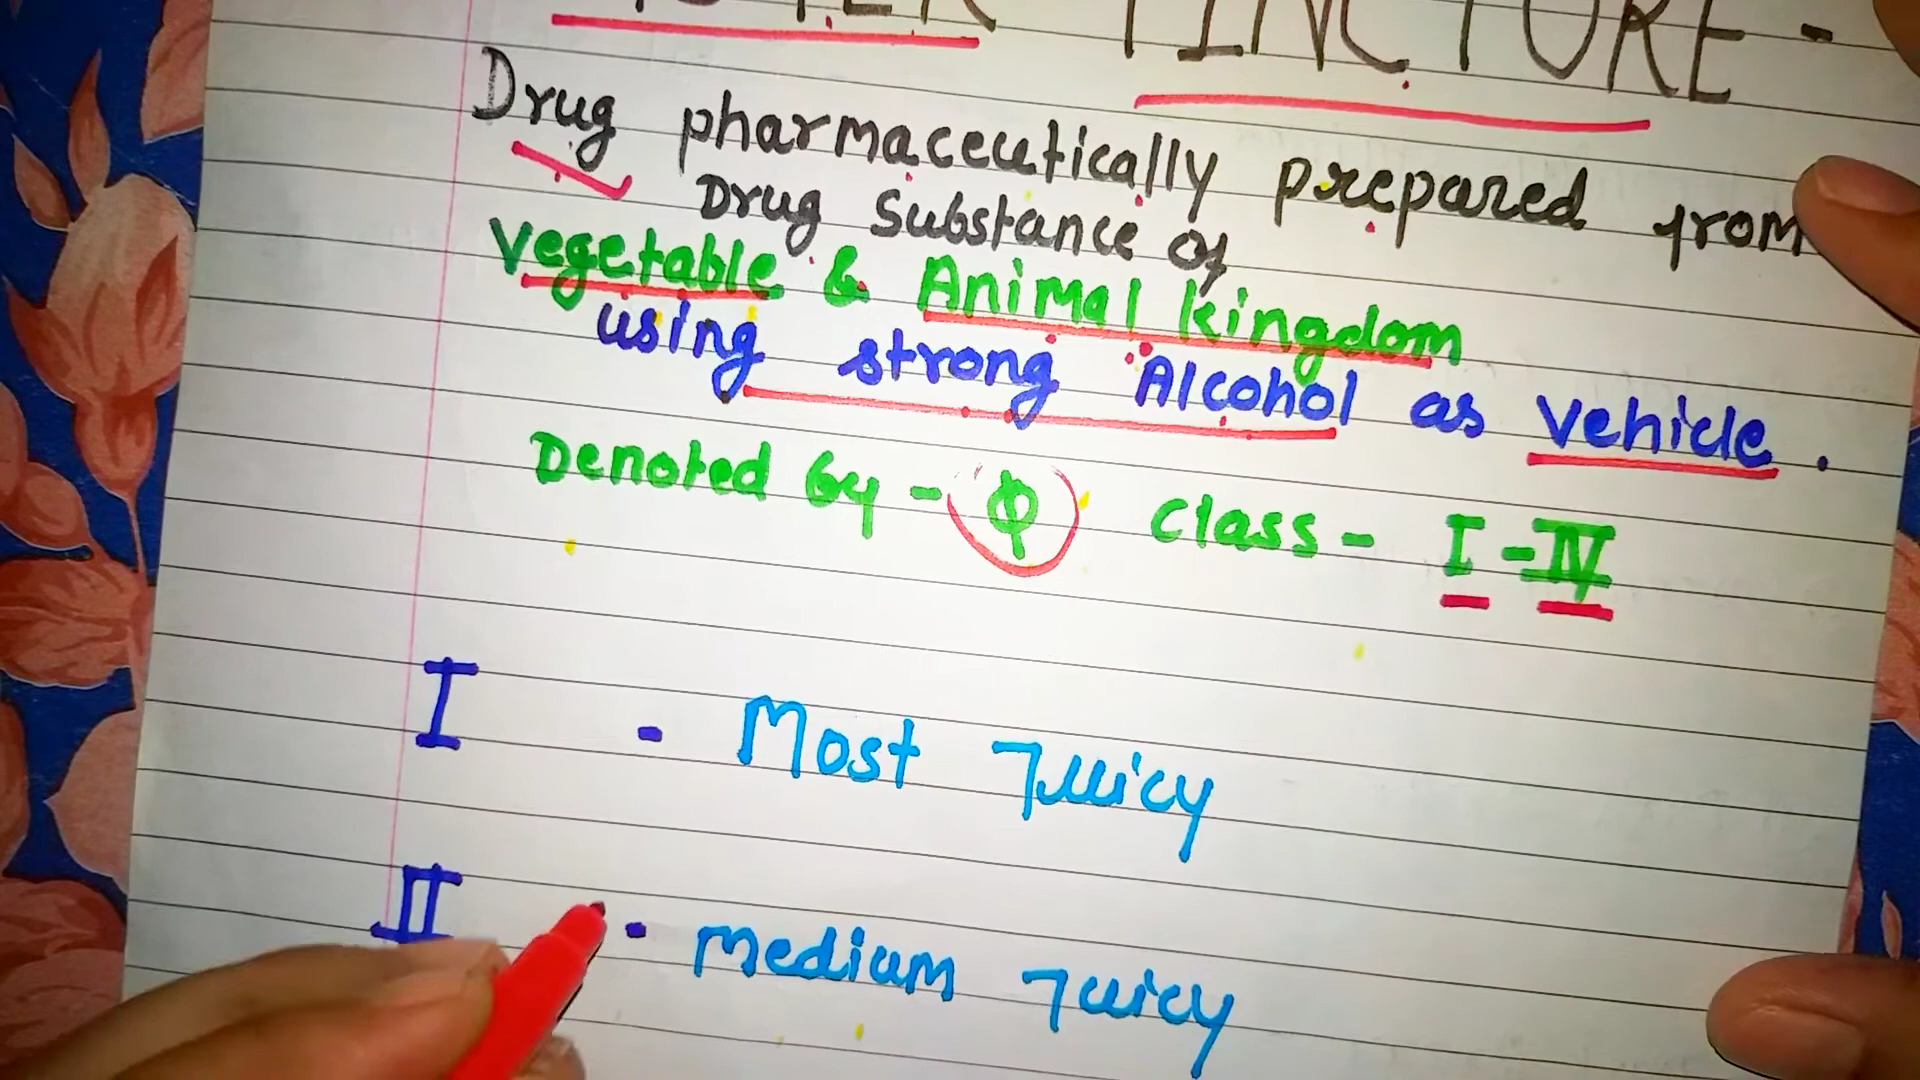 TINCTURE -
Drug pharmaceutically prepared from
Drug Substance of
Vegetable & Animal kingdom
using strong Alcohol as vehicle.
Denoted by - Φ Class - I - IV
I - Most Juicy
II - Medium Juicy